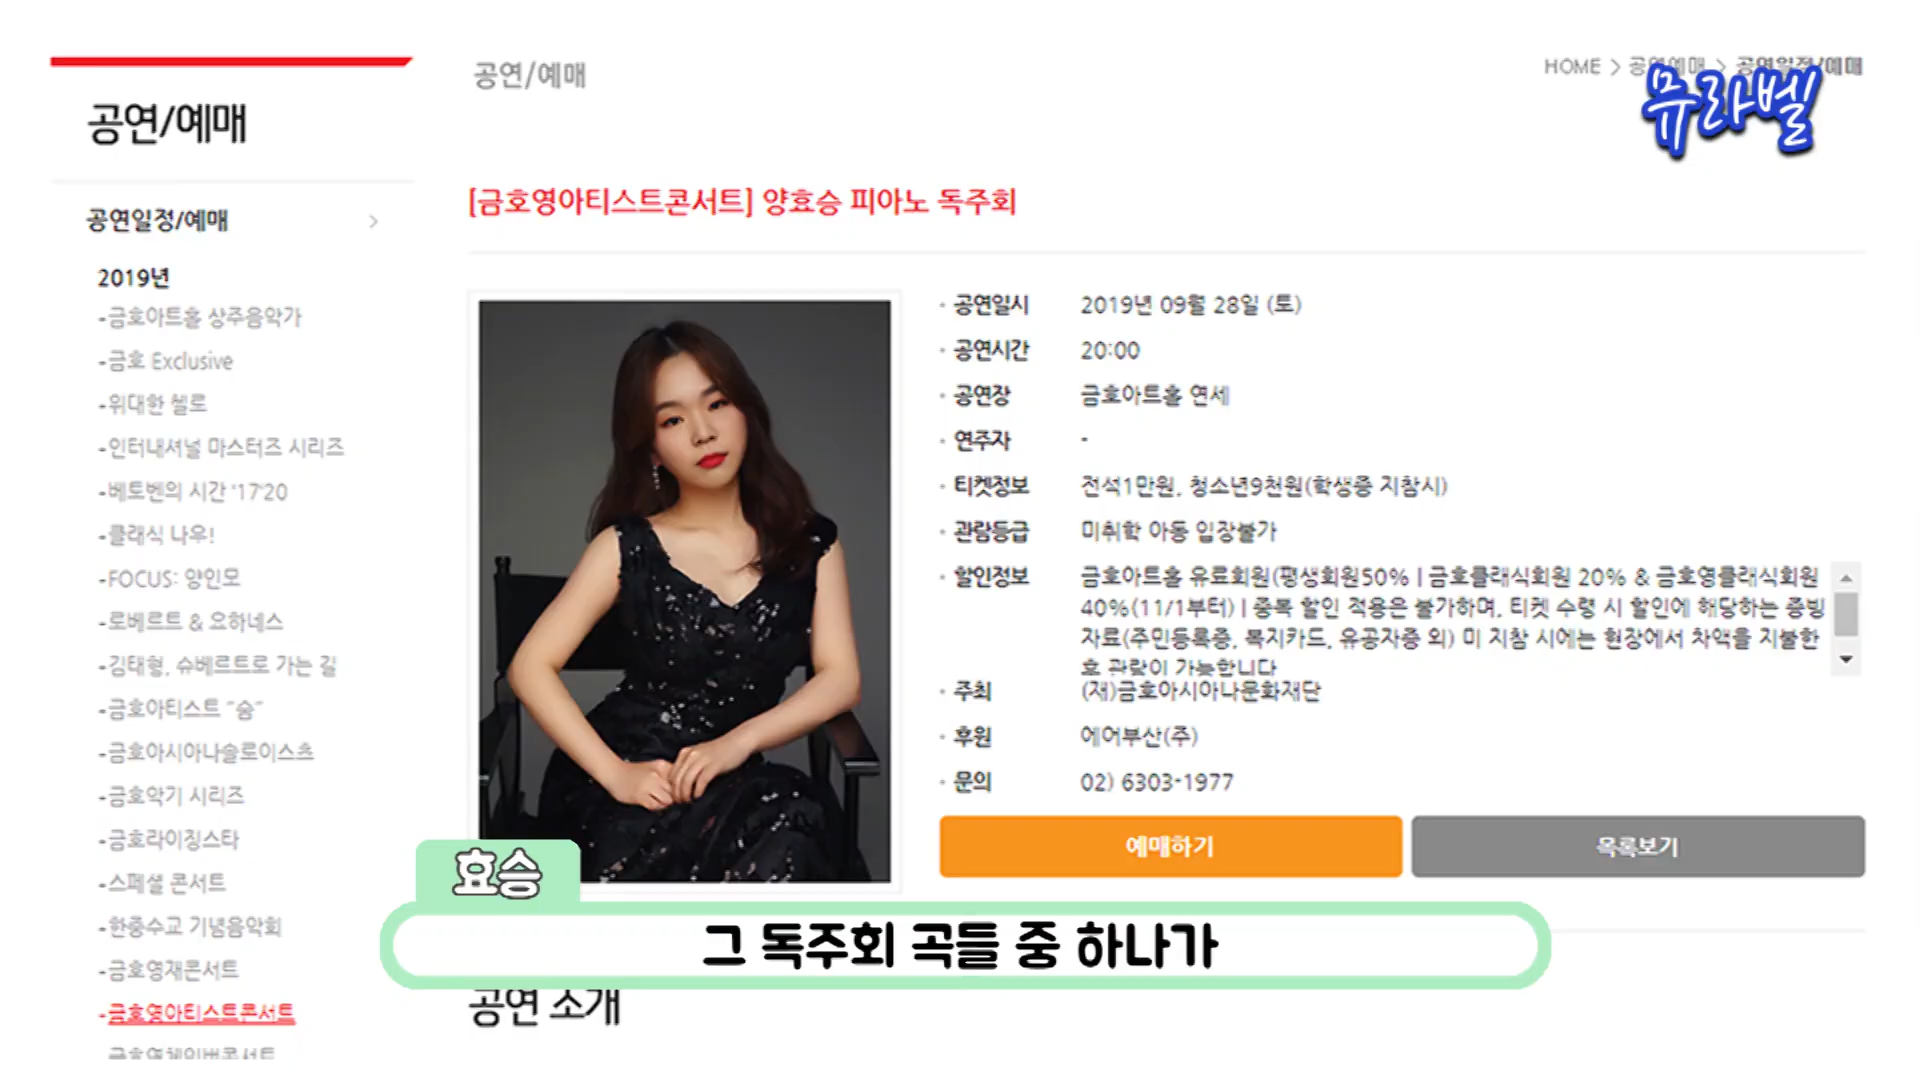 공연/예매
HOME > 공연예매 > 공연일정/예매
뮤라벨
공연/예매
[금호영아티스트콘서트] 양효승 피아노 독주회
공연일정/예매 >
2019년
-금호아트홀 상주음악가
-금호 Exclusive
-위대한 첼로
-인터내셔널 마스터즈 시리즈
-베토벤의 시간 '17'20
-클래식 나우!
-FOCUS: 양인모
-로베르트 & 요하네스
-김태형, 슈베르트로 가는 길
-금호아티스트 "숨"
-금호아시아나솔로이스츠
-금호악기 시리즈
-금호라이징스타
-스페셜 콘서트
-한중수교 기념음악회
-금호영재콘서트
-금호영아티스트콘서트
금호영체임버콘서트
· 공연일시 2019년 09월 28일 (토)
· 공연시간 20:00
· 공연장 금호아트홀 연세
· 연주자 -
· 티켓정보 전석1만원, 청소년9천원(학생증 지참시)
· 관람등급 미취학 아동 입장불가
· 할인정보 금호아트홀 유료회원(평생회원50% | 금호클래식회원 20% & 금호영클래식회원
40%(11/1부터) | 중복 할인 적용은 불가하며, 티켓 수령 시 할인에 해당하는 증빙
자료(주민등록증, 복지카드, 유공자증 외) 미 지참 시에는 현장에서 차액을 지불한
후 관람이 가능합니다
· 주최 (재)금호아시아나문화재단
· 후원 에어부산(주)
· 문의 02) 6303-1977
예매하기 목록보기
효승
그 독주회 곡들 중 하나가
공연 소개